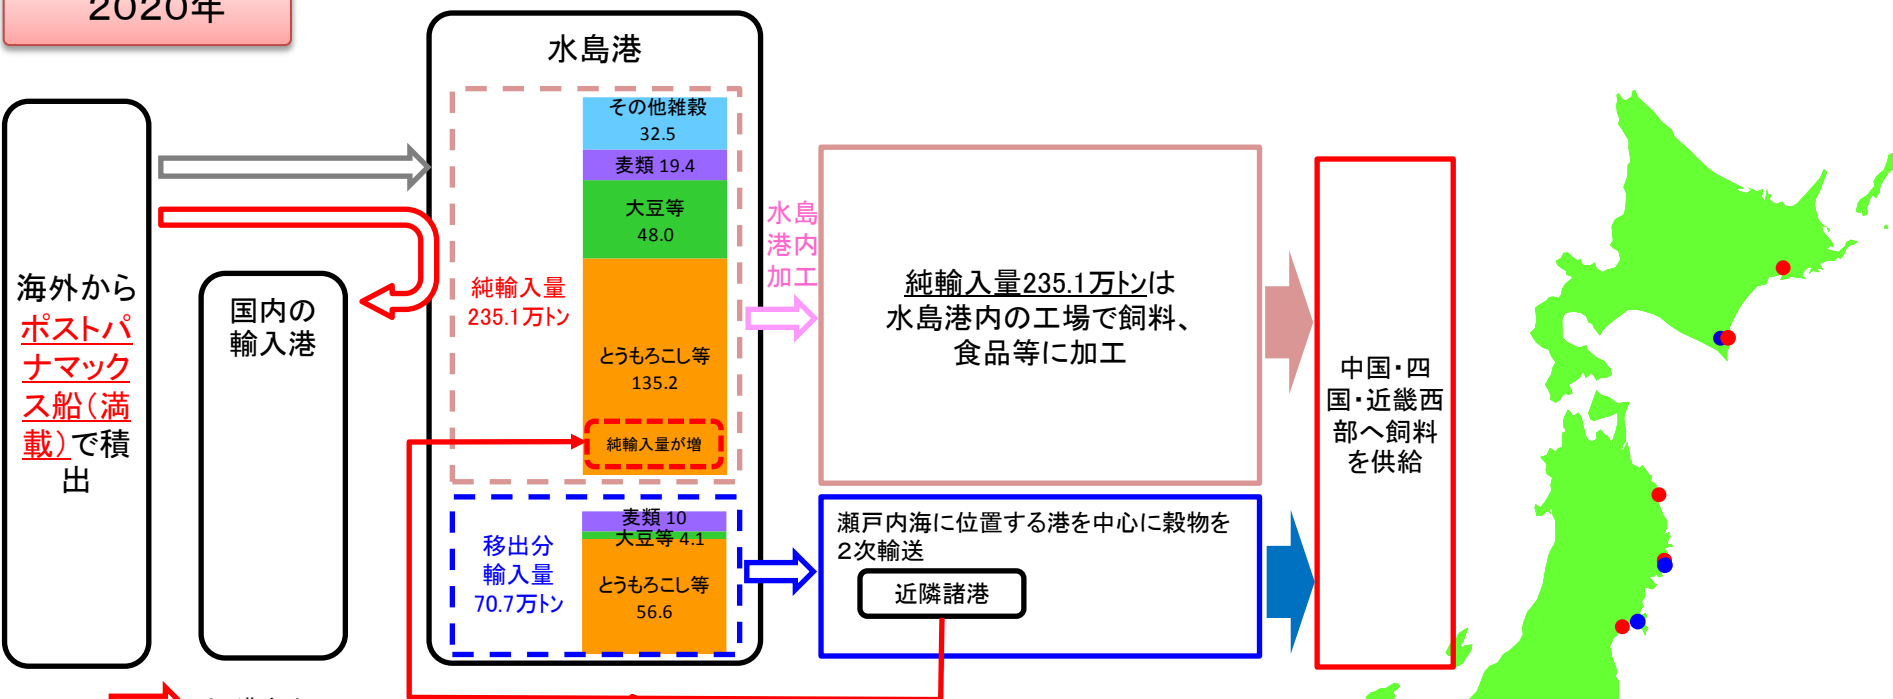 2020年
水島港
その他雑穀
32.5
麦類 19.4
大豆等
48.0
とうもろこし等
135.2
純輸入量が増
純輸入量
235.1万トン
海外から
ポストパ
ナマック
ス船(満
載)で積
出
国内の
輸入港
水島
港内
加工
純輸入量235.1万トンは
水島港内の工場で飼料、
食品等に加工
中国・四
国・近畿西
部へ飼料
を供給
移出分
輸入量
70.7万トン
麦類 10
大豆等 4.1
とうもろこし等
56.6
瀬戸内海に位置する港を中心に穀物を
2次輸送
近隣諸港